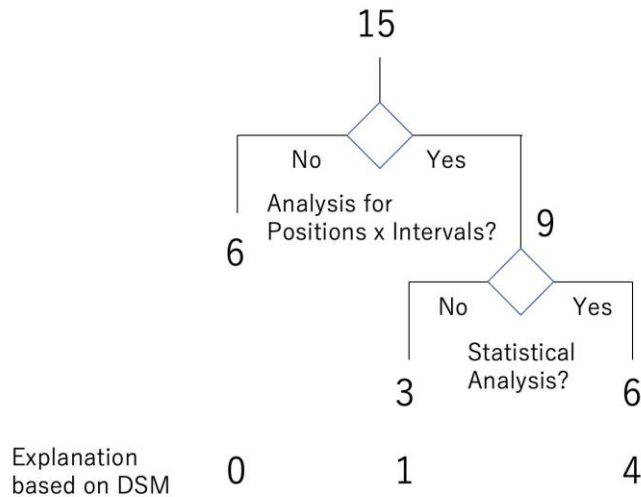 15
No
Yes
Analysis for
Positions x Intervals?
6
9
No
Yes
Statistical
Analysis?
3
6
Explanation
based on DSM
0
1
4